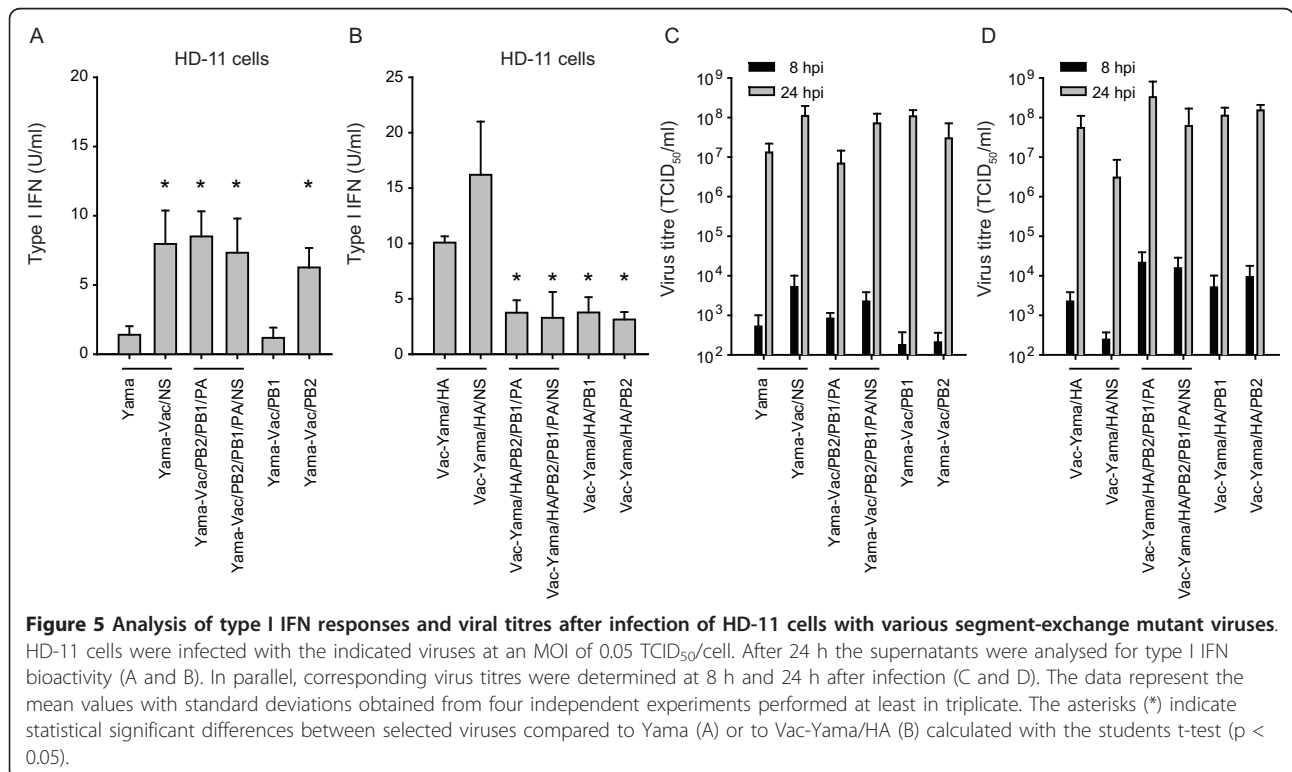 A
HD-11 cells
Type I IFN (U/ml)
20
15
10
5
0
* * * *
Yama
Yama-Vac/NS
Yama-Vac/PB2/PB1/PA
Yama-Vac/PB2/PB1/PA/NS
Yama-Vac/PB1
Yama-Vac/PB2
B
HD-11 cells
Type I IFN (U/ml)
25
20
15
10
5
0
* * * *
Vac-Yama/HA
Vac-Yama/HA/NS
Vac-Yama/HA/PB2/PB1/PA
Vac-Yama/HA/PB2/PB1/PA/NS
Vac-Yama/HA/PB1
Vac-Yama/HA/PB2
C
8 hpi
24 hpi
Virus titre (TCID50/ml)
10⁹
10⁸
10⁷
10⁶
10⁵
10⁴
10³
10²
Yama
Yama-Vac/NS
Yama-Vac/PB2/PB1/PA
Yama-Vac/PB2/PB1/PA/NS
Yama-Vac/PB1
Yama-Vac/PB2
D
8 hpi
24 hpi
Virus titre (TCID50/ml)
10⁹
10⁸
10⁷
10⁶
10⁵
10⁴
10³
10²
Vac-Yama/HA
Vac-Yama/HA/NS
Vac-Yama/HA/PB2/PB1/PA
Vac-Yama/HA/PB2/PB1/PA/NS
Vac-Yama/HA/PB1
Vac-Yama/HA/PB2
Figure 5 Analysis of type I IFN responses and viral titres after infection of HD-11 cells with various segment-exchange mutant viruses.
HD-11 cells were infected with the indicated viruses at an MOI of 0.05 TCID50/cell. After 24 h the supernatants were analysed for type I IFN
bioactivity (A and B). In parallel, corresponding virus titres were determined at 8 h and 24 h after infection (C and D). The data represent the
mean values with standard deviations obtained from four independent experiments performed at least in triplicate. The asterisks (*) indicate
statistical significant differences between selected viruses compared to Yama (A) or to Vac-Yama/HA (B) calculated with the students t-test (p <
0.05).